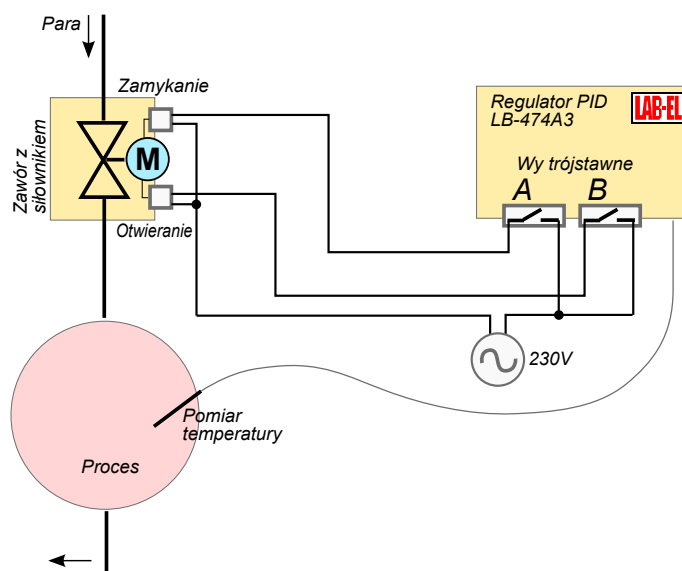 Para
Zamykanie
Zawór z
siłownikiem
M
Otwieranie
Regulator PID
LB-474A3
LAB-EL
Wy trójstawne
A B
230V
Pomiar
temperatury
Proces